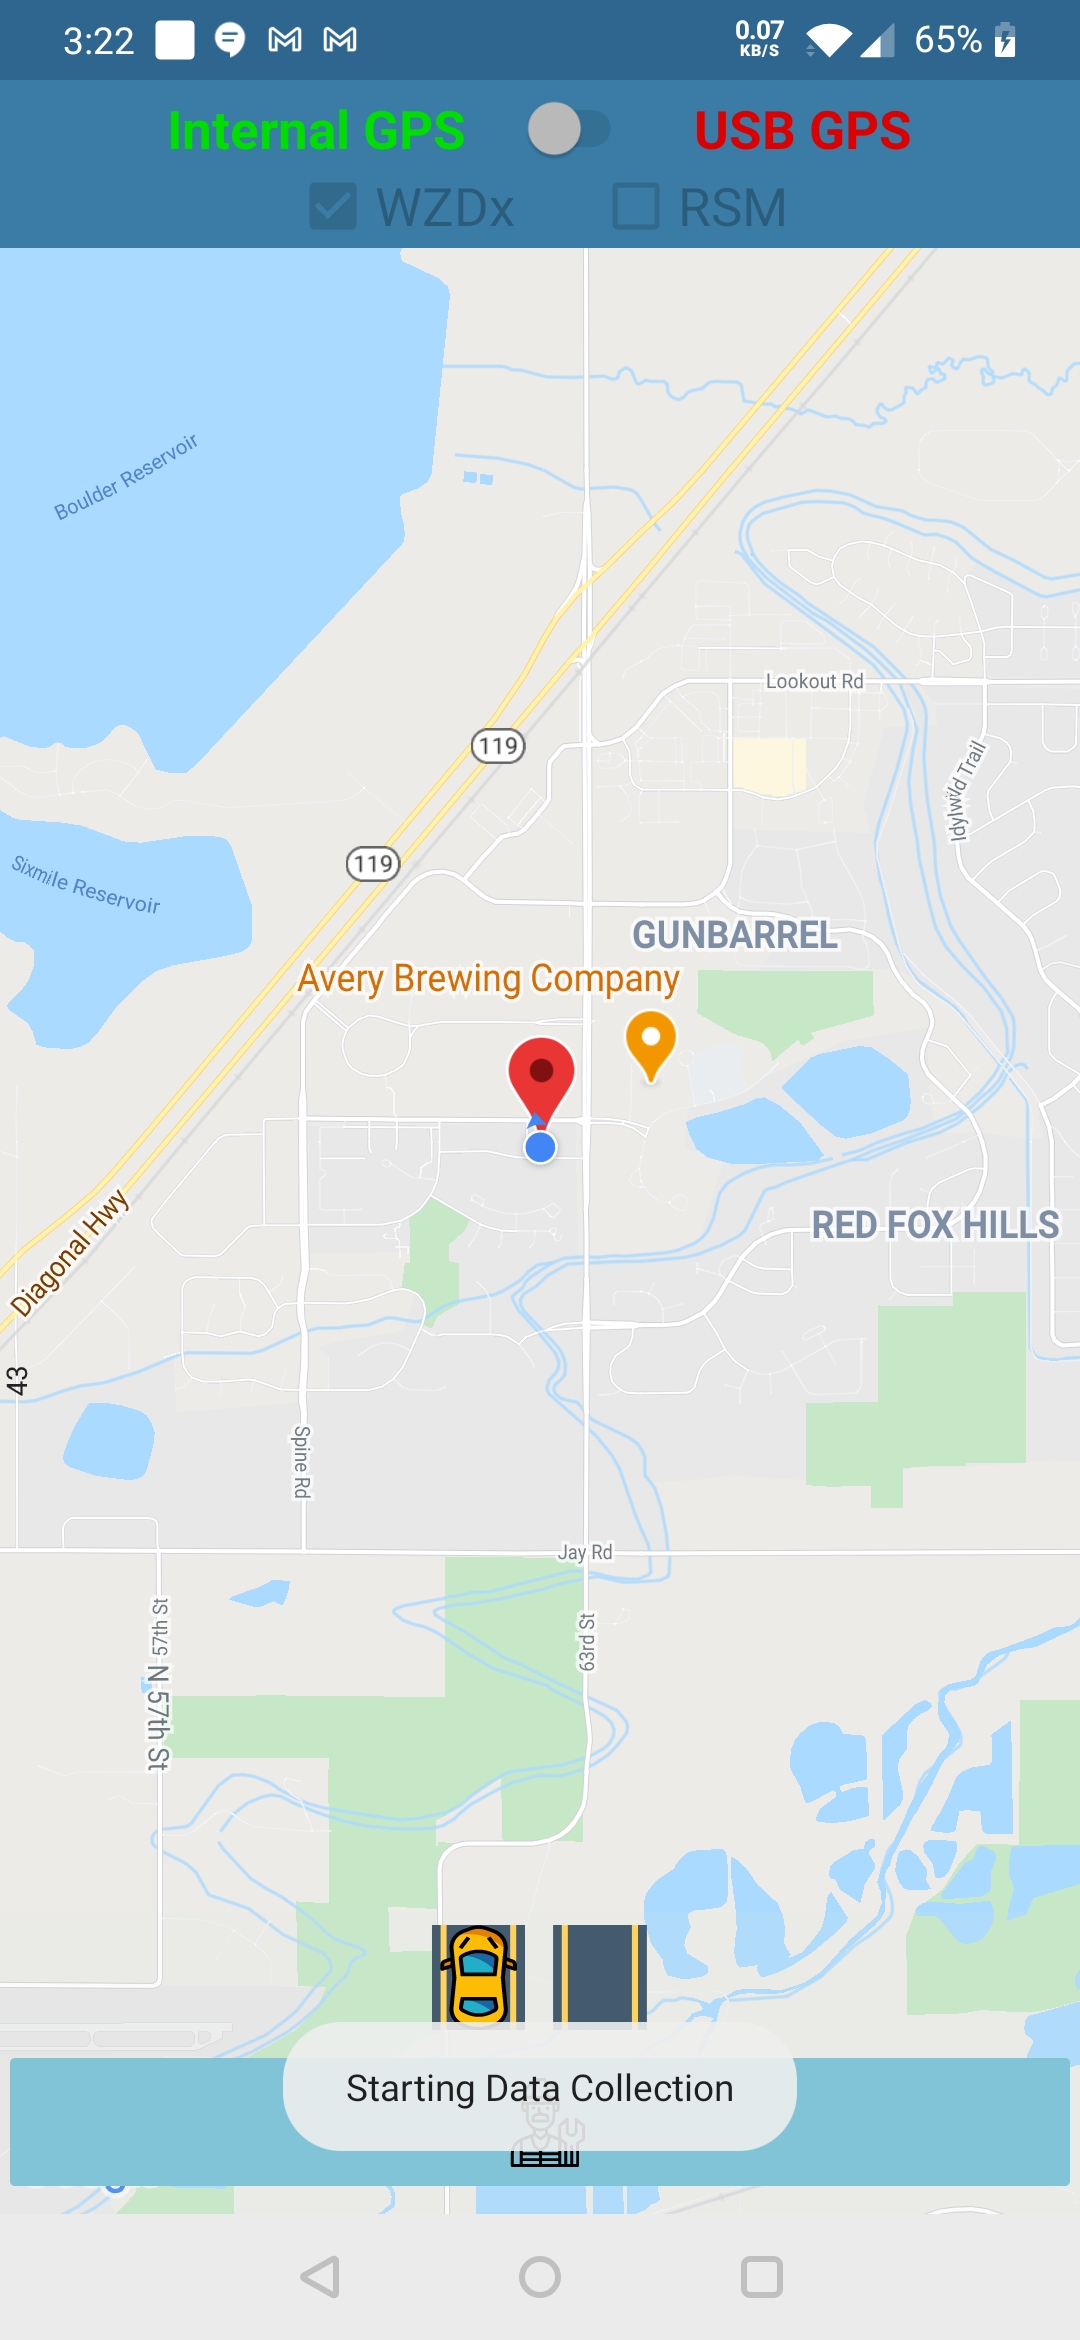 3:22
0.07
KB/S
65%
Internal GPS
USB GPS
WZDx
RSM
Boulder Reservoir
Lookout Rd
119
Idylwild Trail
119
Sixmile Reservoir
GUNBARREL
Avery Brewing Company
Diagonal Hwy
RED FOX HILLS
43
Spine Rd
Jay Rd
57th St
63rd St
N 57th St
Starting Data Collection